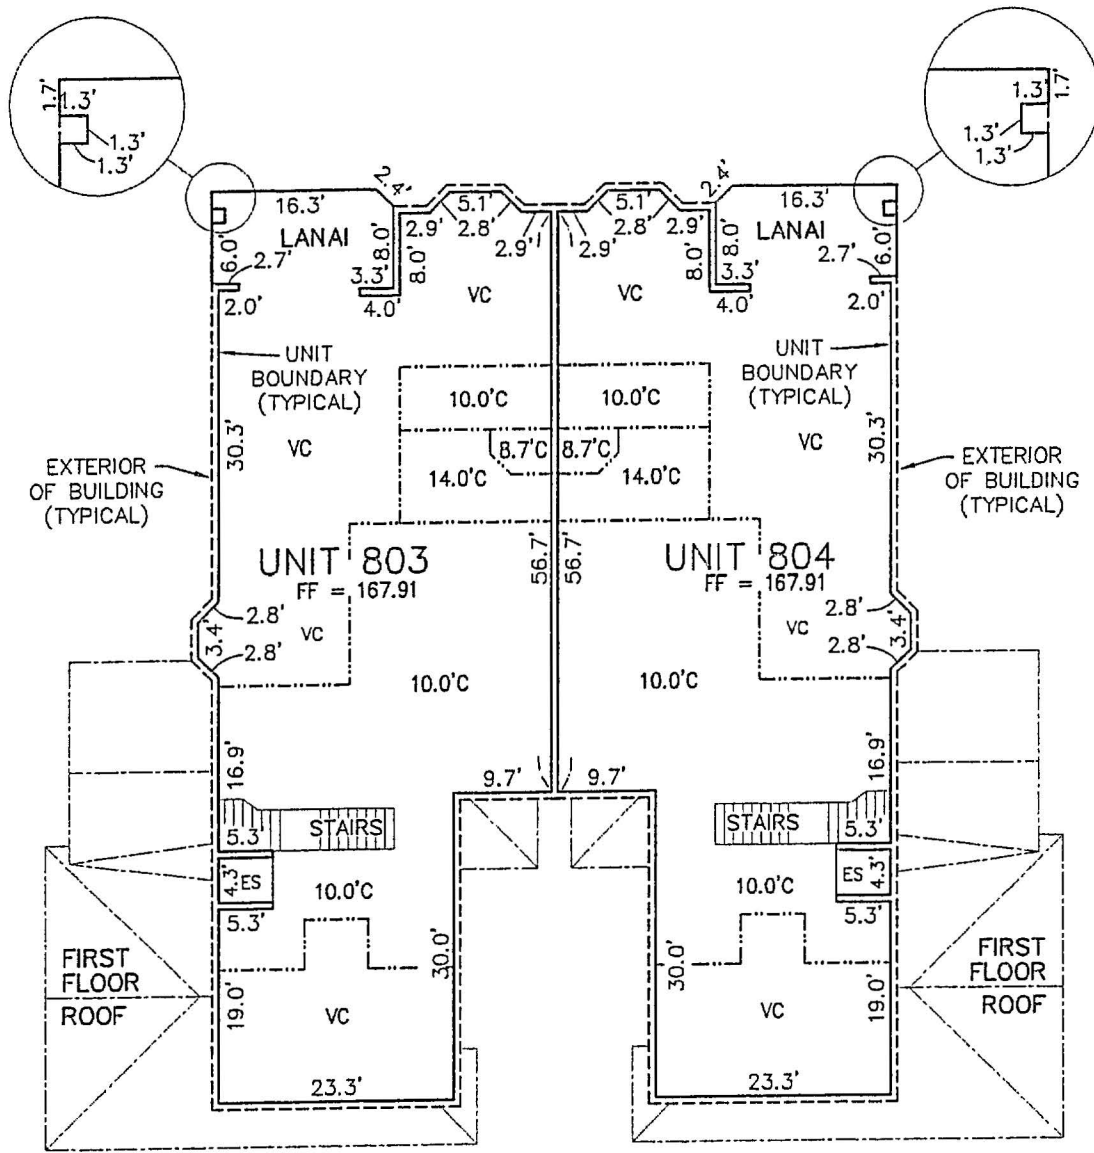 1.7'
1.3'
1.3'
1.3'
1.3'
1.7'
1.3'
1.3'
16.3'
2.4'
5.1'
5.1'
2.4'
16.3'
LANAI
2.9'
2.8'
2.9'
2.9'
2.8'
2.9'
LANAI
6.0'
2.7'
8.0'
8.0'
8.0'
8.0'
2.7'
6.0'
3.3'
VC
VC
3.3'
2.0'
4.0'
4.0'
2.0'
UNIT
BOUNDARY
(TYPICAL)
UNIT
BOUNDARY
(TYPICAL)
10.0'C
10.0'C
30.3'
VC
8.7'C
8.7'C
VC
30.3'
EXTERIOR
OF BUILDING
(TYPICAL)
14.0'C
14.0'C
EXTERIOR
OF BUILDING
(TYPICAL)
UNIT 803
FF = 167.91
56.7'
56.7'
UNIT 804
FF = 167.91
2.8'
3.4'
VC
2.8'
2.8'
VC
3.4'
2.8'
10.0'C
10.0'C
16.9'
9.7'
9.7'
16.9'
5.3'
STAIRS
STAIRS
5.3'
4.3'
ES
10.0'C
10.0'C
ES
4.3'
5.3'
5.3'
FIRST
FLOOR
ROOF
30.0'
30.0'
FIRST
FLOOR
ROOF
19.0'
VC
VC
19.0'
23.3'
23.3'